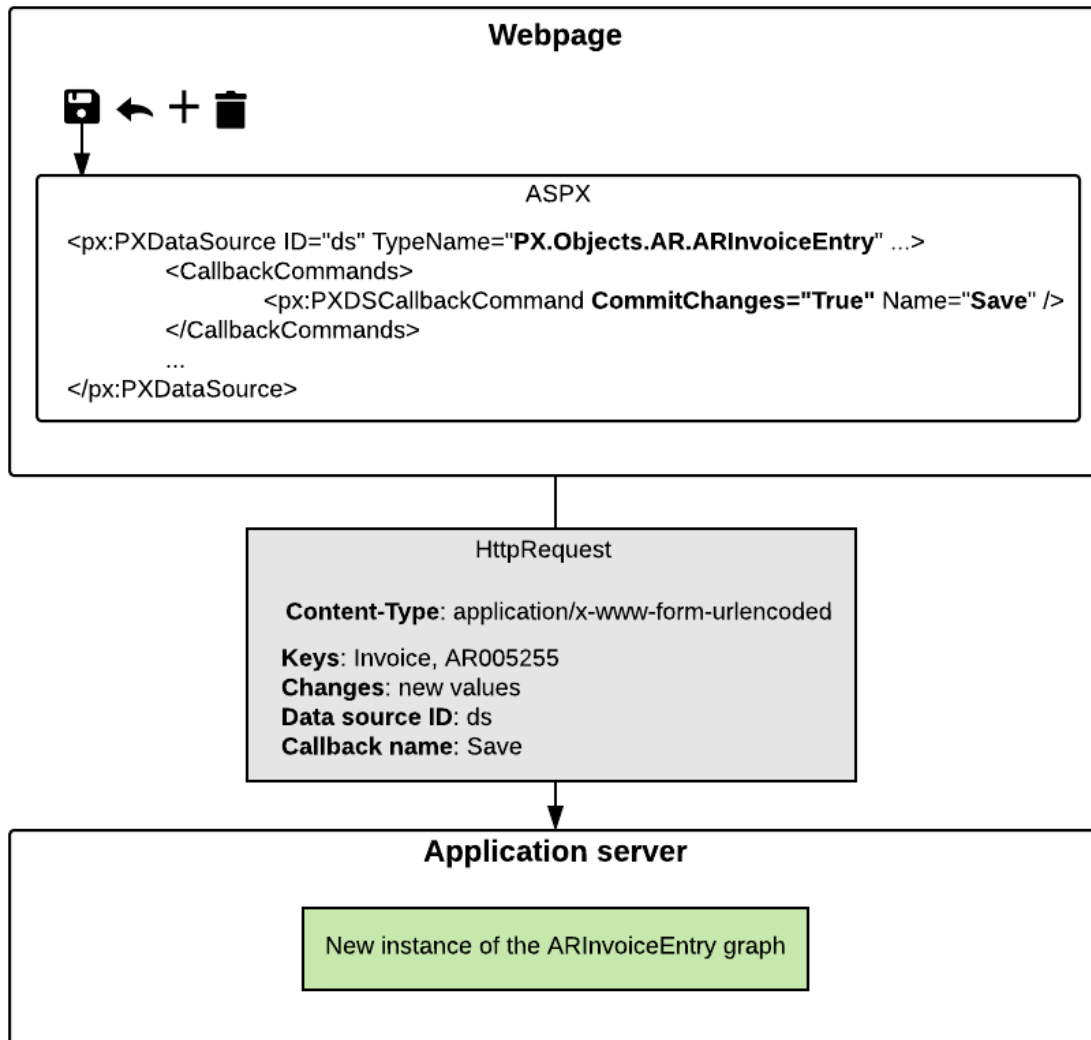 Webpage
ASPX
<px:PXDataSource ID="ds" TypeName="PX.Objects.AR.ARInvoiceEntry" ...>
<CallbackCommands>
<px:PXDSCallbackCommand CommitChanges="True" Name="Save" />
</CallbackCommands>
...
</px:PXDataSource>
HttpRequest
Content-Type: application/x-www-form-urlencoded
Keys: Invoice, AR005255
Changes: new values
Data source ID: ds
Callback name: Save
Application server
New instance of the ARInvoiceEntry graph